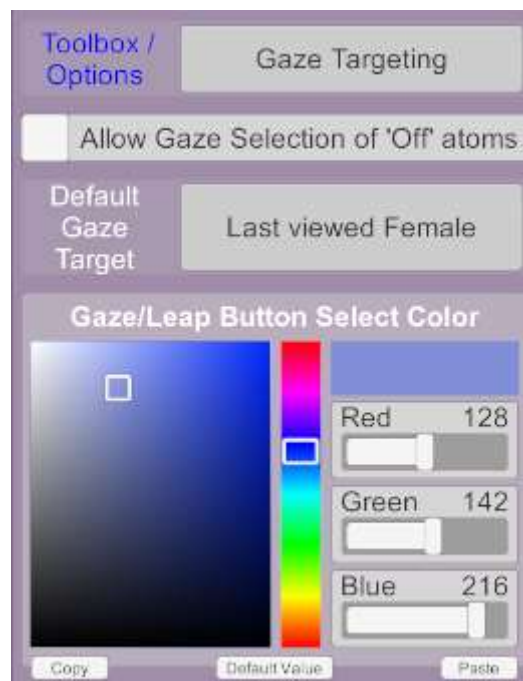 Toolbox /
Options
Gaze Targeting
Allow Gaze Selection of 'Off' atoms
Default
Gaze
Target
Last viewed Female
Gaze/Leap Button Select Color
Red 128
Green 142
Blue 216
Copy
Default Value
Paste